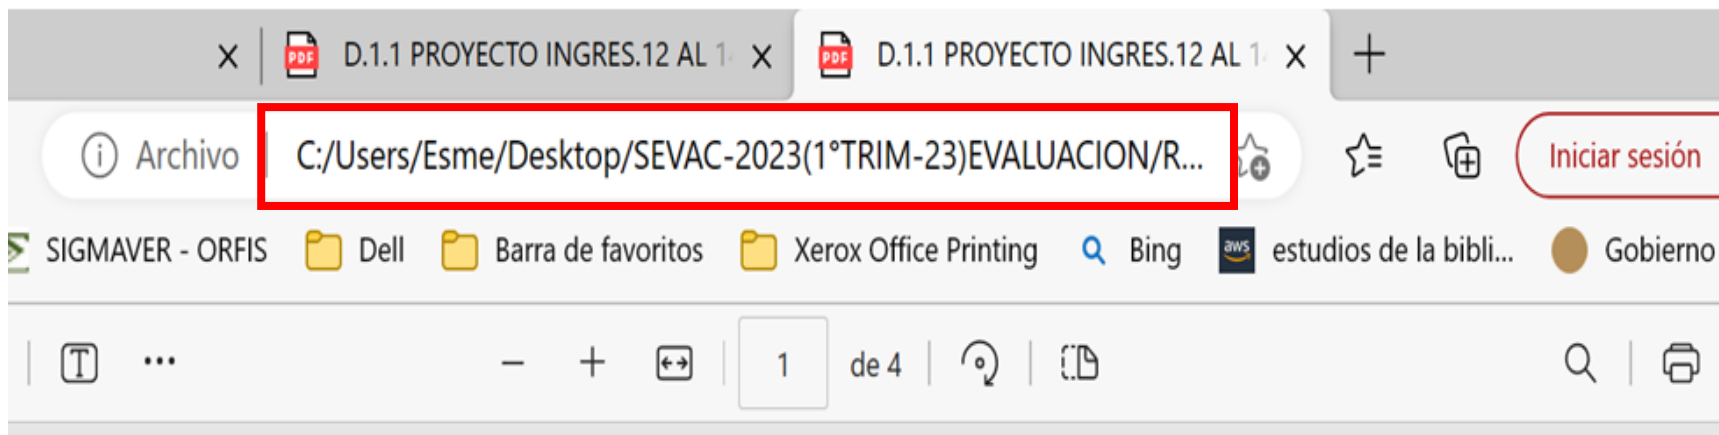 D.1.1 PROYECTO INGRES.12 AL 14 D.1.1 PROYECTO INGRES.12 AL 1
Archivo C:/Users/Esme/Desktop/SEVAC-2023(1°TRIM-23)EVALUACION/R... Iniciar sesión
SIGMAVER - ORFIS Dell Barra de favoritos Xerox Office Printing Bing aws estudios de la bibli... Gobierno
1 de 4